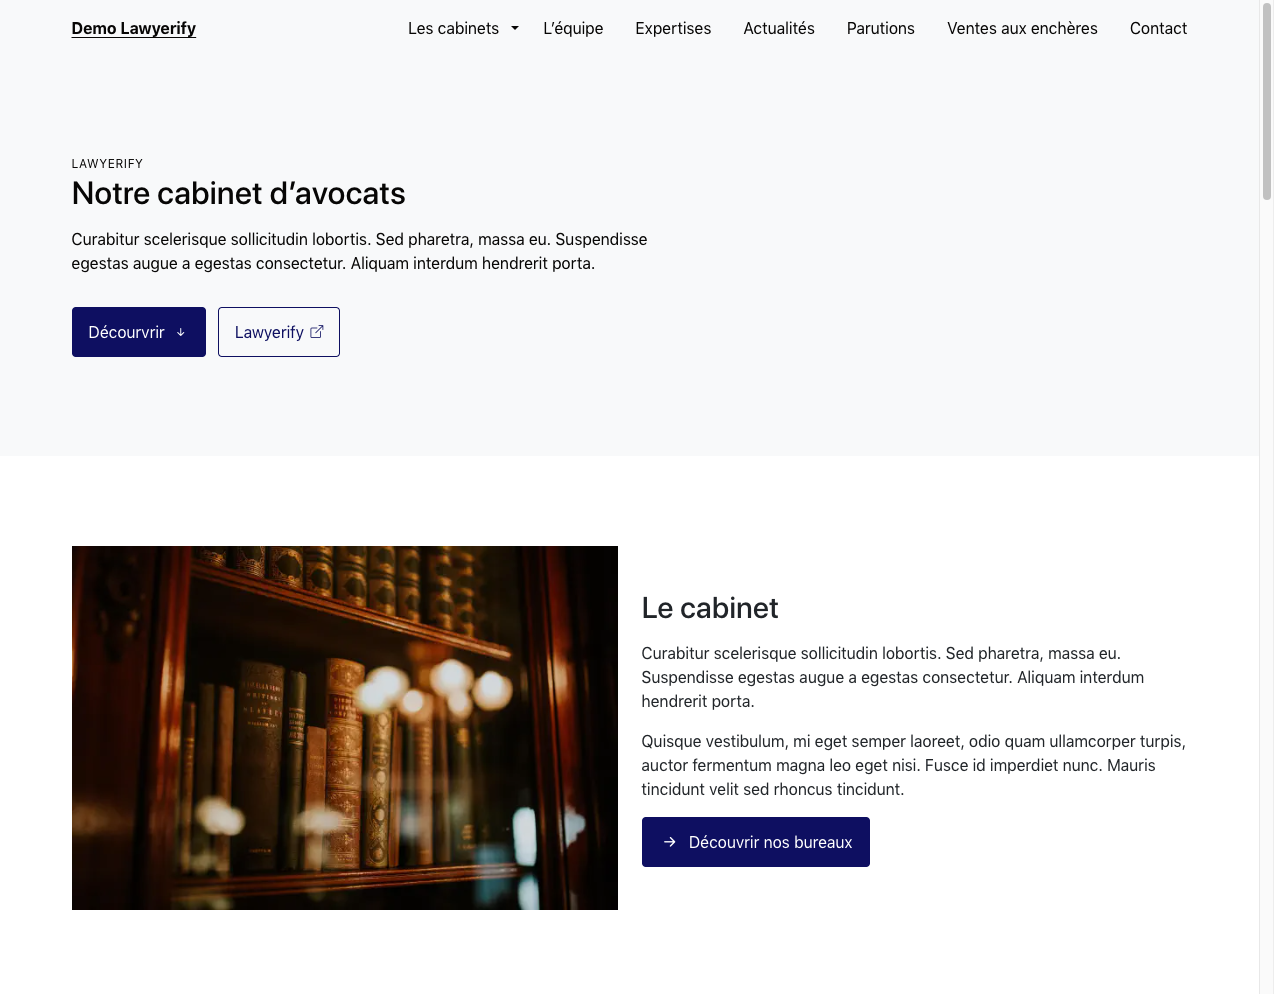 Demo Lawyerify
Les cabinets
L’équipe
Expertises
Actualités
Parutions
Ventes aux enchères
Contact
LAWYERIFY
Notre cabinet d’avocats
Curabitur scelerisque sollicitudin lobortis. Sed pharetra, massa eu. Suspendisse
egestas augue a egestas consectetur. Aliquam interdum hendrerit porta.
Décourvrir
Lawyerify
Le cabinet
Curabitur scelerisque sollicitudin lobortis. Sed pharetra, massa eu.
Suspendisse egestas augue a egestas consectetur. Aliquam interdum
hendrerit porta.
Quisque vestibulum, mi eget semper laoreet, odio quam ullamcorper turpis,
auctor fermentum magna leo eget nisi. Fusce id imperdiet nunc. Mauris
tincidunt velit sed rhoncus tincidunt.
Découvrir nos bureaux